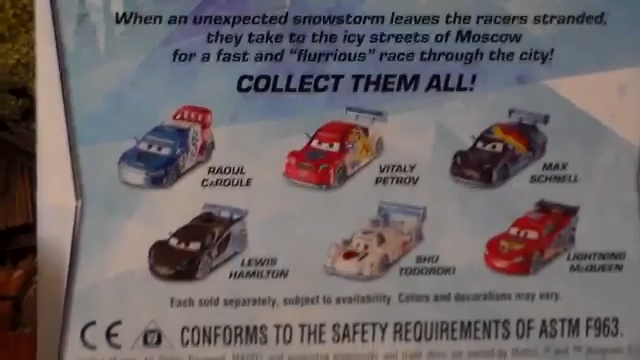 When an unexpected snowstorm leaves the racers stranded,
they take to the icy streets of Moscow
for a fast and "flurrious" race through the city!
COLLECT THEM ALL!
RAOUL
CAROULE
VITALY
PETROV
MAX
SCHNELL
LEWIS
HAMILTON
SHU
TODOROKI
LIGHTNING
McQUEEN
Each sold separately, subject to availability. Colors and decorations may vary.
CE CONFORMS TO THE SAFETY REQUIREMENTS OF ASTM F963.